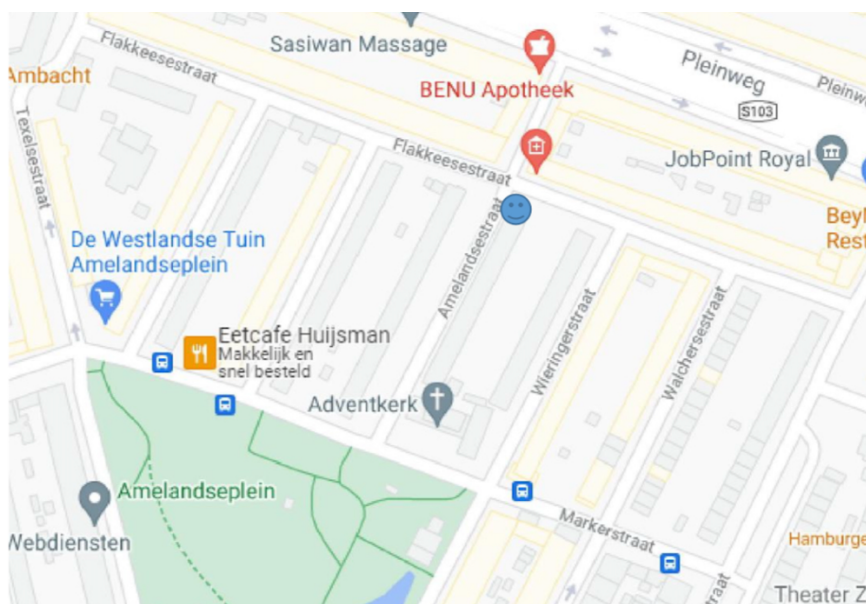 Flakkeesestraat
Sasiwan Massage
Pleinweg
Ambacht
BENU Apotheek
Pleinw
S103
Texelsestraat
Flakkeesestraat
JobPoint Royal
Beyl
Rest
De Westlandse Tuin
Amelandseplein
Amelandsestraat
Eetcafe Huijsman
Makkelijk en
snel besteld
Wieringerstraat
Walchersestraat
Adventkerk
Amelandseplein
Markerstraat
Webdiensten
Hamburge
Theater Z
straat